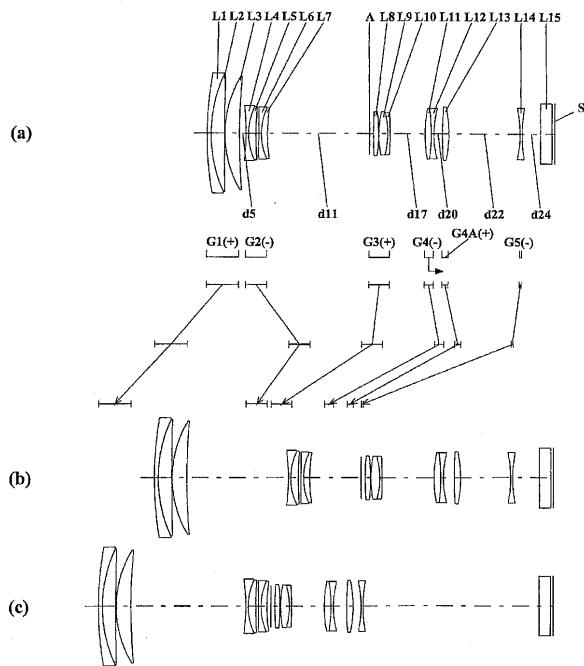 L1 L2 L3 L4 L5 L6 L7 A L8 L9 L10 L11 L12 L13 L14 L15
S
(a)
d5 d11 d17 d20 d22 d24
G4A(+)
G1(+) G2(-) G3(+) G4(-) G5(-)
(b)
(c)